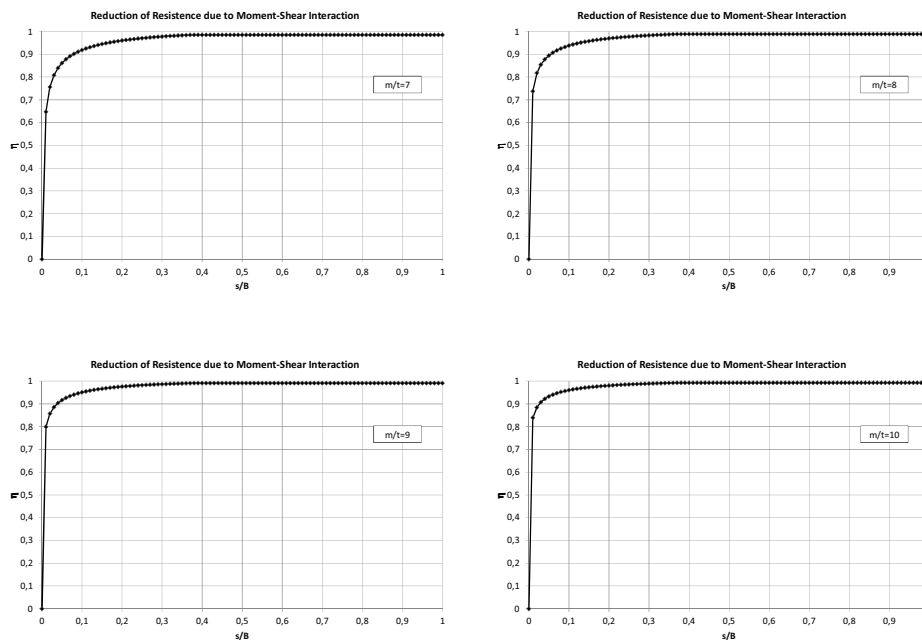 Reduction of Resistence due to Moment-Shear Interaction
1
0,9
0,8
0,7
0,6
0,5
0,4
0,3
0,2
0,1
0
η
m/t=7
0 0,1 0,2 0,3 0,4 0,5 0,6 0,7 0,8 0,9 1
s/B
Reduction of Resistence due to Moment-Shear Interaction
1
0,9
0,8
0,7
0,6
0,5
0,4
0,3
0,2
0,1
0
η
m/t=8
0 0,1 0,2 0,3 0,4 0,5 0,6 0,7 0,8 0,9
s/B
Reduction of Resistence due to Moment-Shear Interaction
1
0,9
0,8
0,7
0,6
0,5
0,4
0,3
0,2
0,1
0
η
m/t=9
0 0,1 0,2 0,3 0,4 0,5 0,6 0,7 0,8 0,9 1
s/B
Reduction of Resistence due to Moment-Shear Interaction
1
0,9
0,8
0,7
0,6
0,5
0,4
0,3
0,2
0,1
0
η
m/t=10
0 0,1 0,2 0,3 0,4 0,5 0,6 0,7 0,8 0,9
s/B